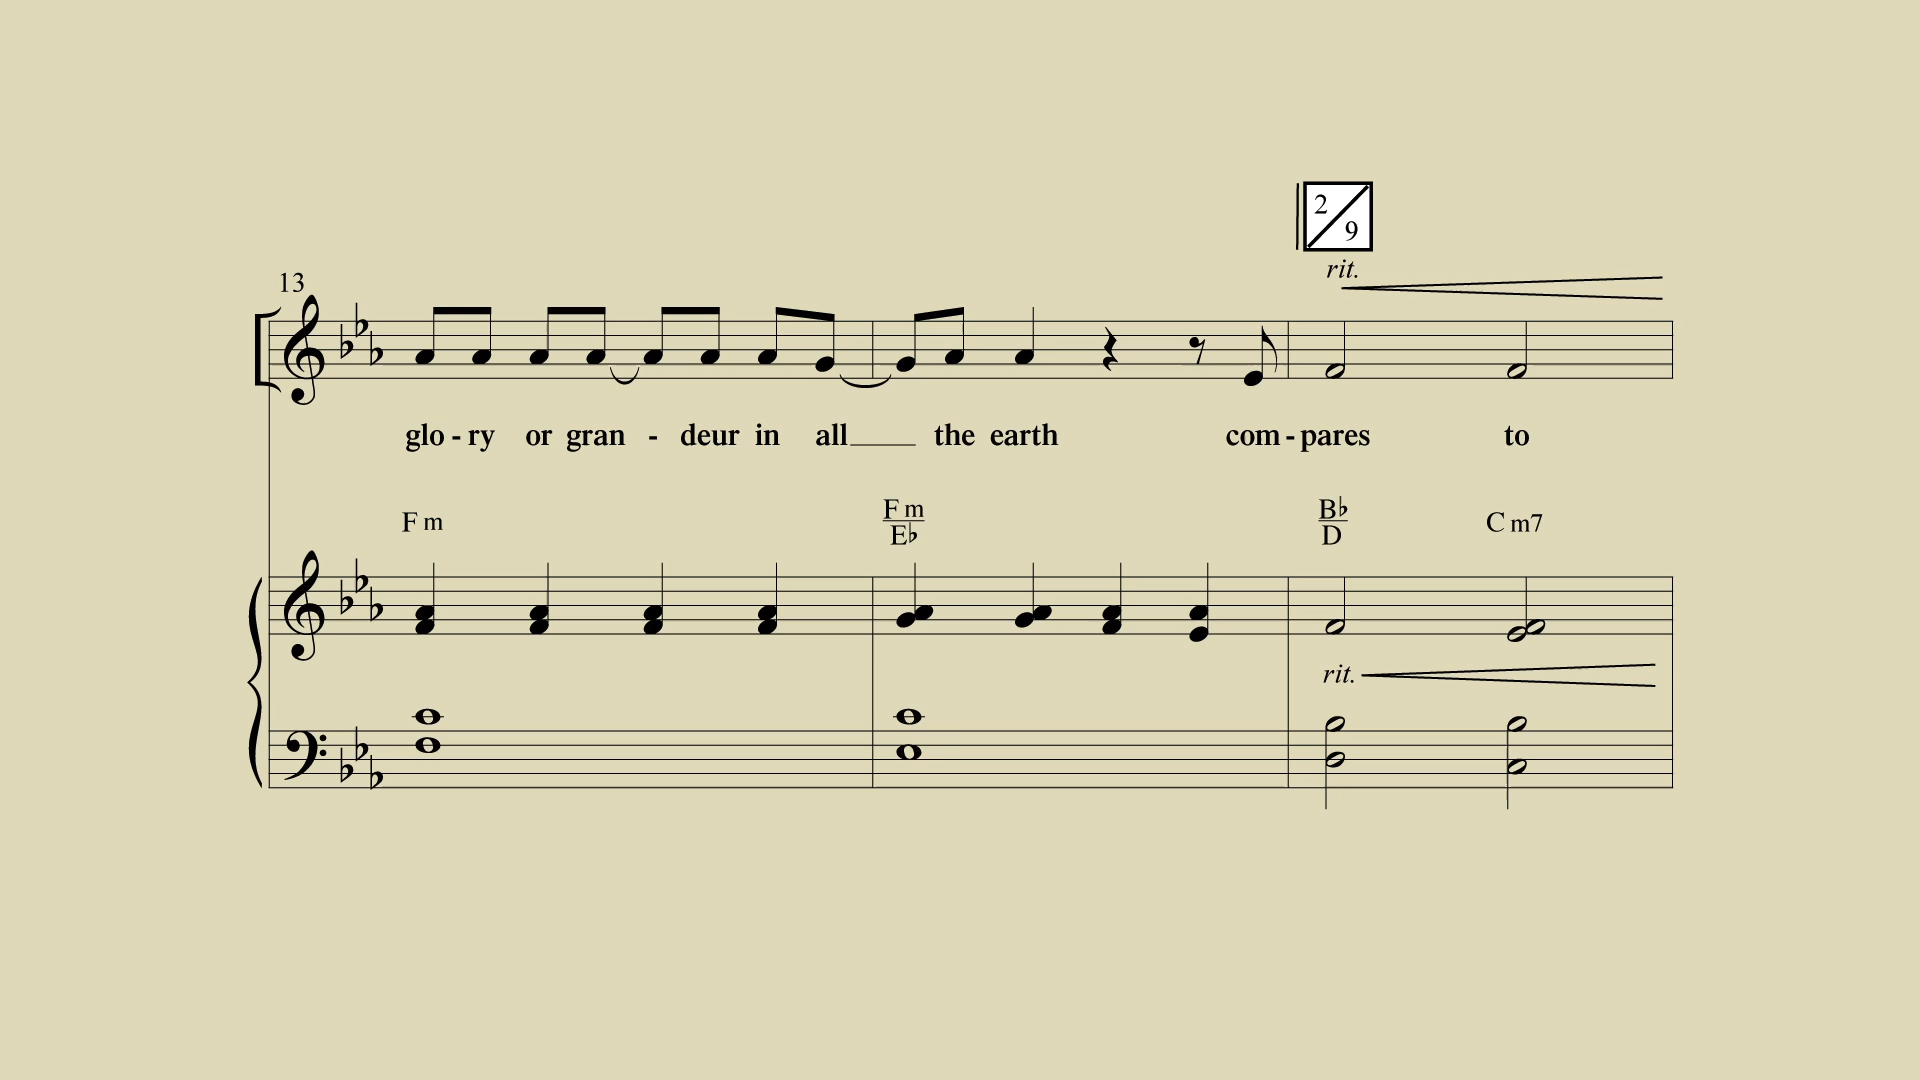 2
9
rit.
13
glo - ry or gran - deur in all the earth com - pares to
F m F m B♭ C m7
E♭ D
rit.